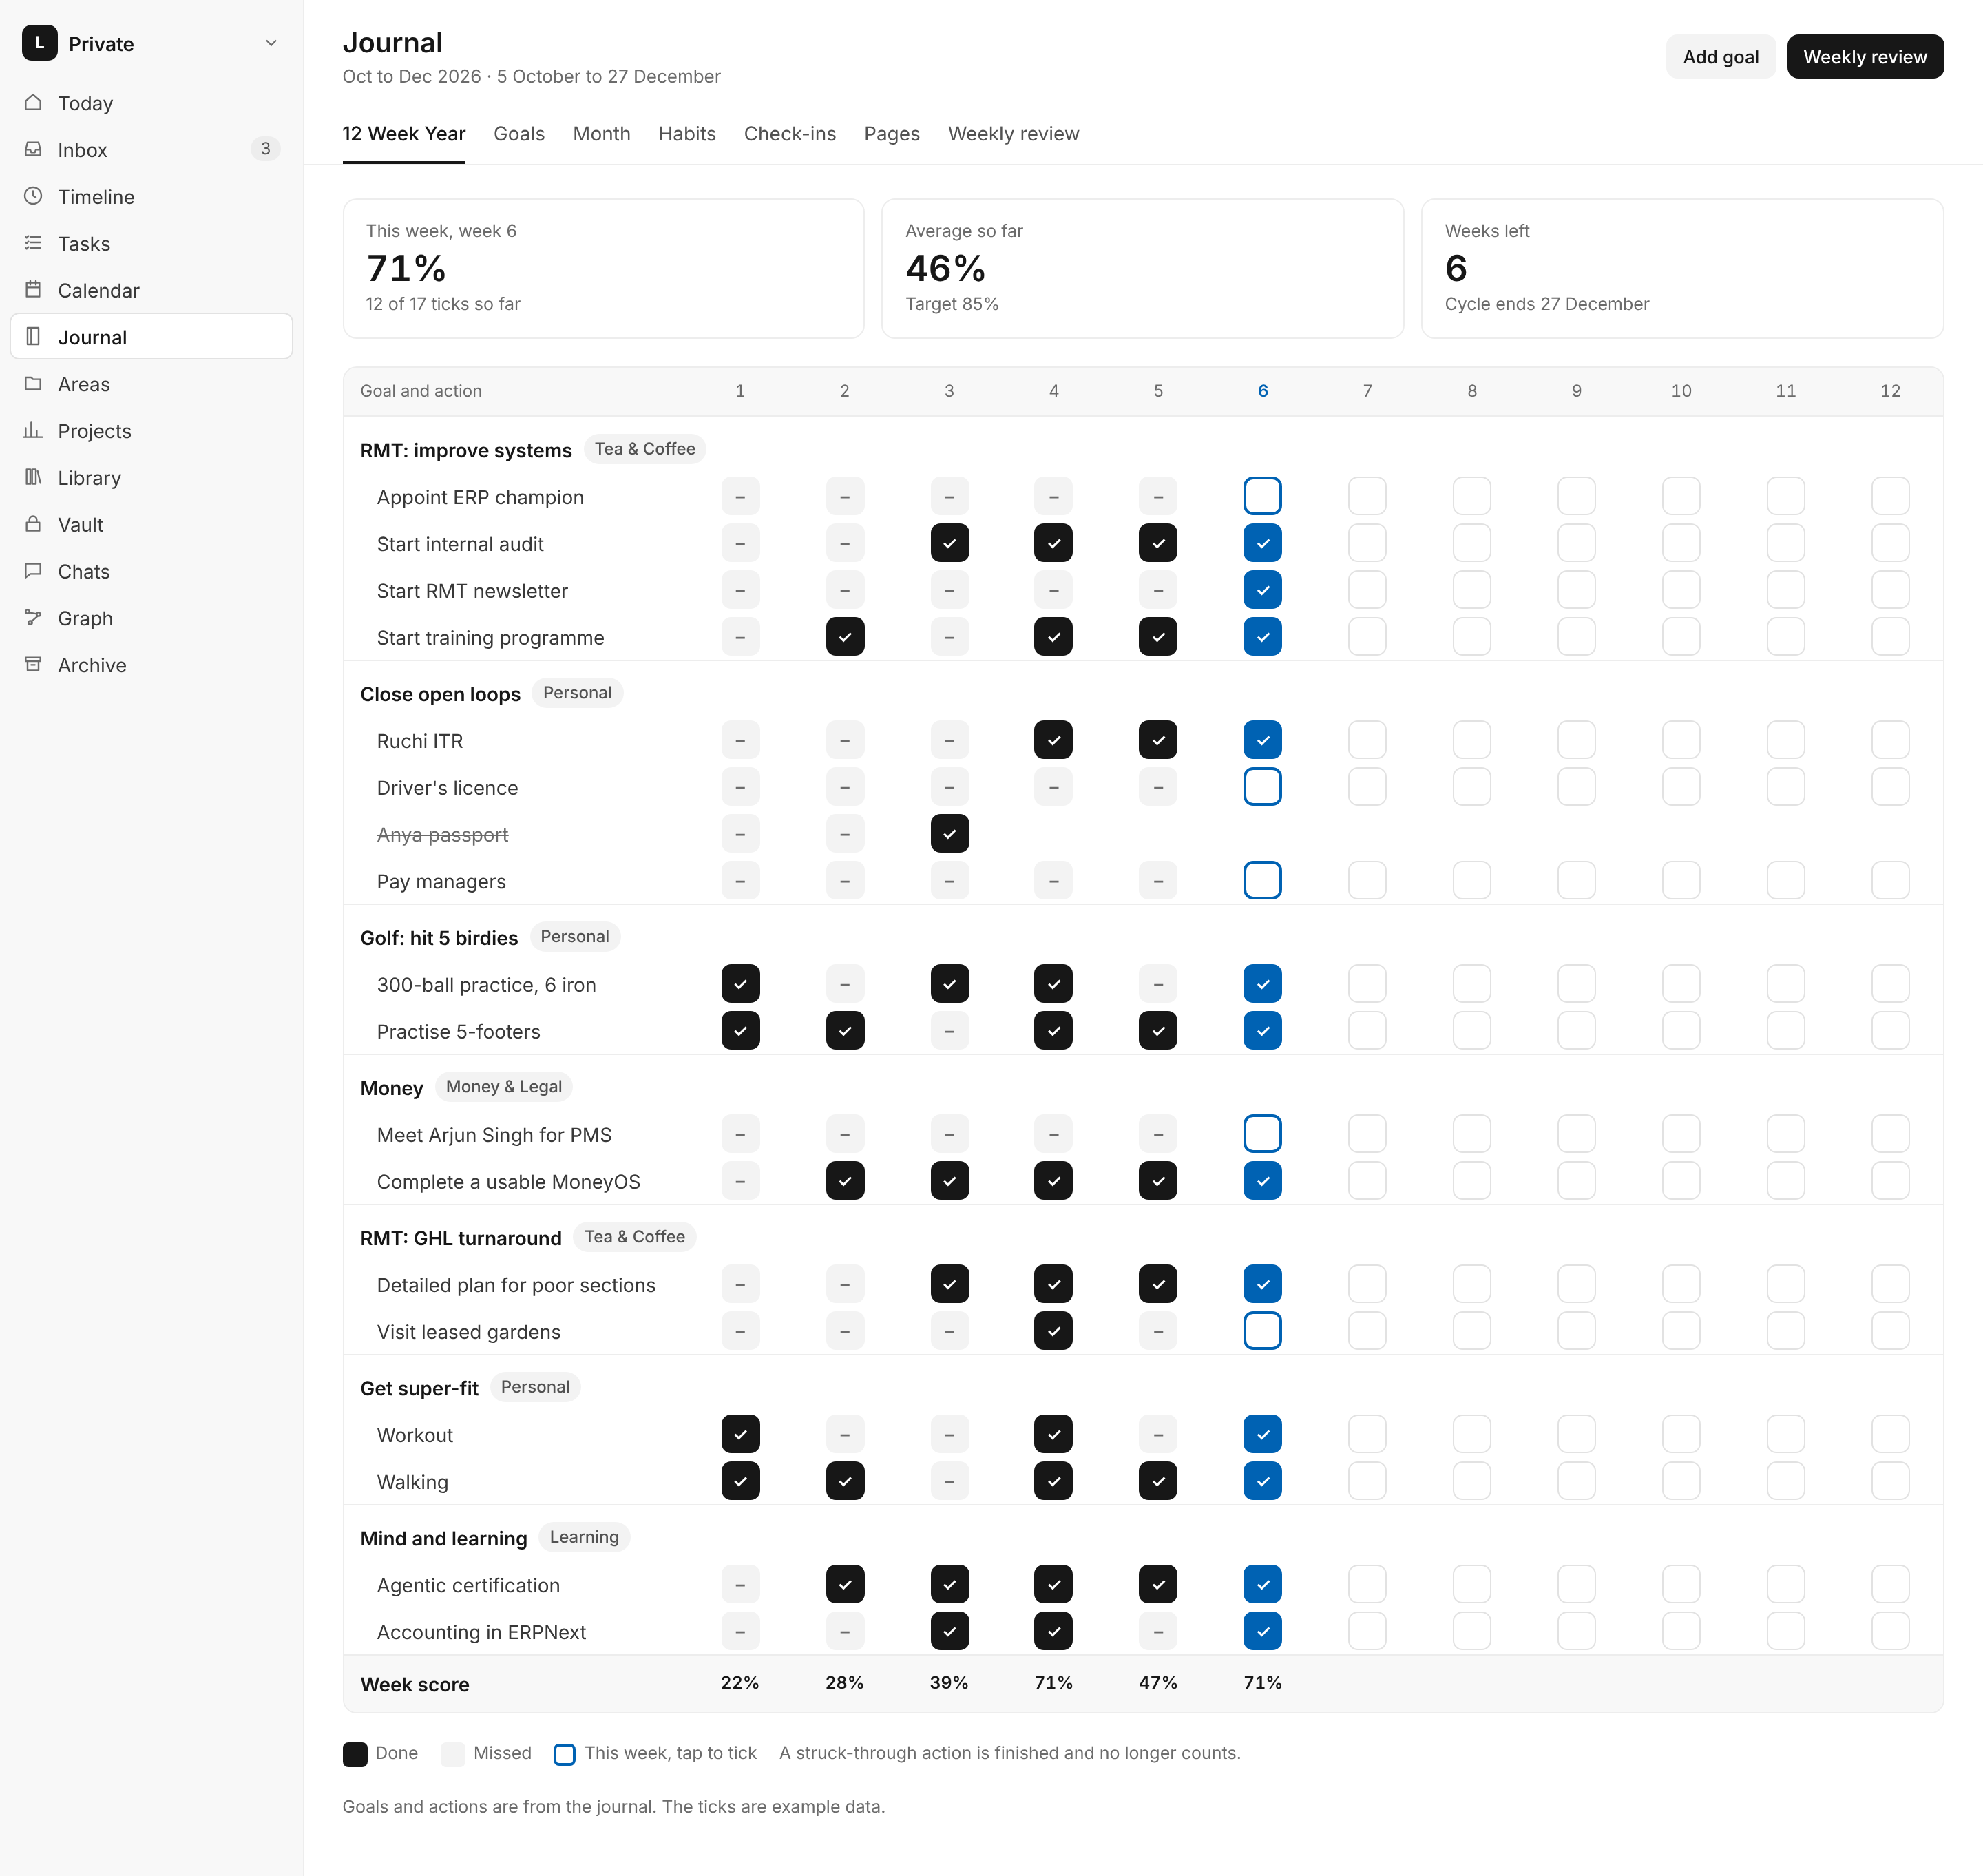 L Private
Today
Inbox 3
Timeline
Tasks
Calendar
Journal
Areas
Projects
Library
Vault
Chats
Graph
Archive
Journal
Oct to Dec 2026 · 5 October to 27 December
Add goal
Weekly review
12 Week Year Goals Month Habits Check-ins Pages Weekly review
This week, week 6
71%
12 of 17 ticks so far
Average so far
46%
Target 85%
Weeks left
6
Cycle ends 27 December
Goal and action 1 2 3 4 5 6 7 8 9 10 11 12
RMT: improve systems Tea & Coffee
Appoint ERP champion
Start internal audit
Start RMT newsletter
Start training programme
Close open loops Personal
Ruchi ITR
Driver's licence
Anya passport
Pay managers
Golf: hit 5 birdies Personal
300-ball practice, 6 iron
Practise 5-footers
Money Money & Legal
Meet Arjun Singh for PMS
Complete a usable MoneyOS
RMT: GHL turnaround Tea & Coffee
Detailed plan for poor sections
Visit leased gardens
Get super-fit Personal
Workout
Walking
Mind and learning Learning
Agentic certification
Accounting in ERPNext
Week score 22% 28% 39% 71% 47% 71%
Done Missed This week, tap to tick A struck-through action is finished and no longer counts.
Goals and actions are from the journal. The ticks are example data.